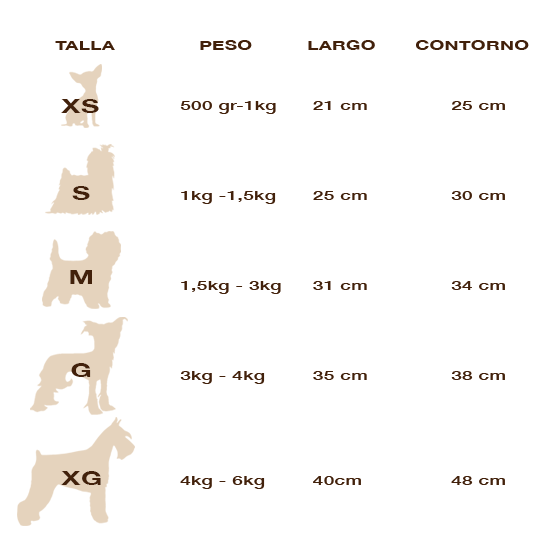 TALLA PESO LARGO CONTORNO
XS 500 gr-1kg 21 cm 25 cm
S 1kg -1,5kg 25 cm 30 cm
M 1,5kg - 3kg 31 cm 34 cm
G 3kg - 4kg 35 cm 38 cm
XG 4kg - 6kg 40cm 48 cm